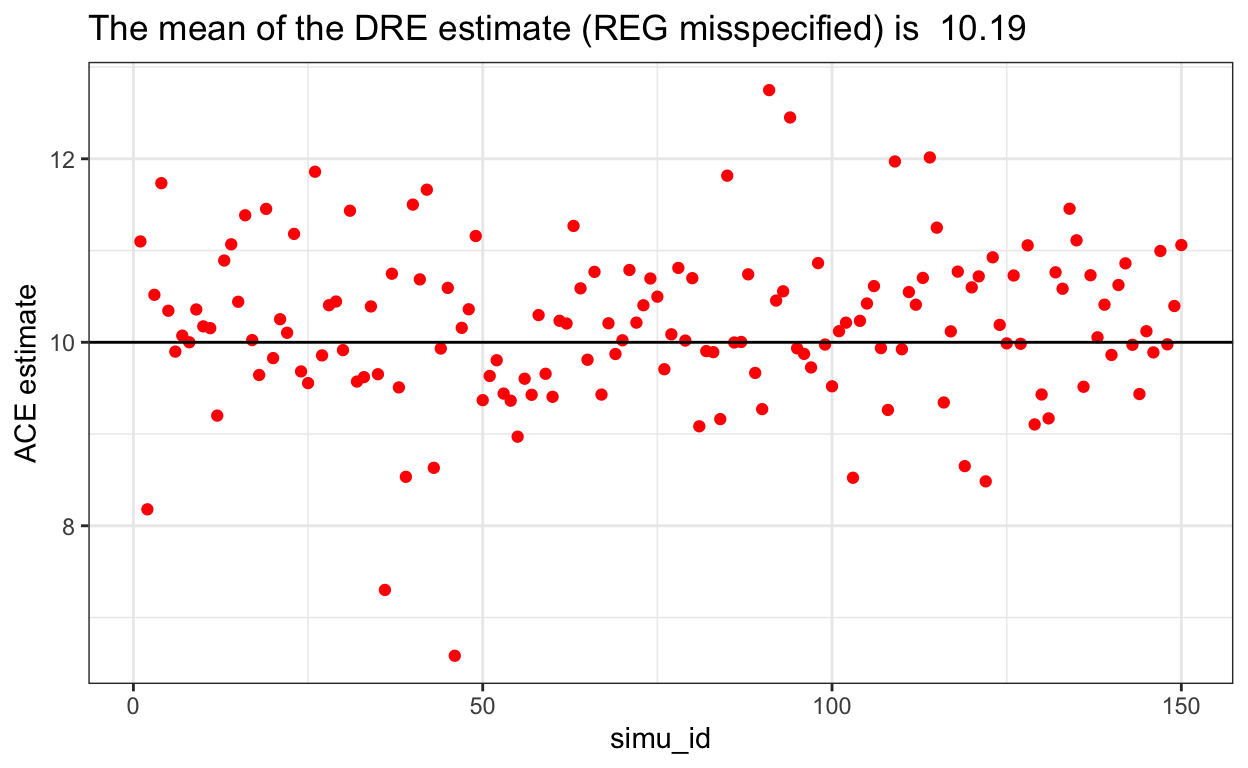 The mean of the DRE estimate (REG misspecified) is  10.19
12
10
8
ACE estimate
0 50 100 150
simu_id